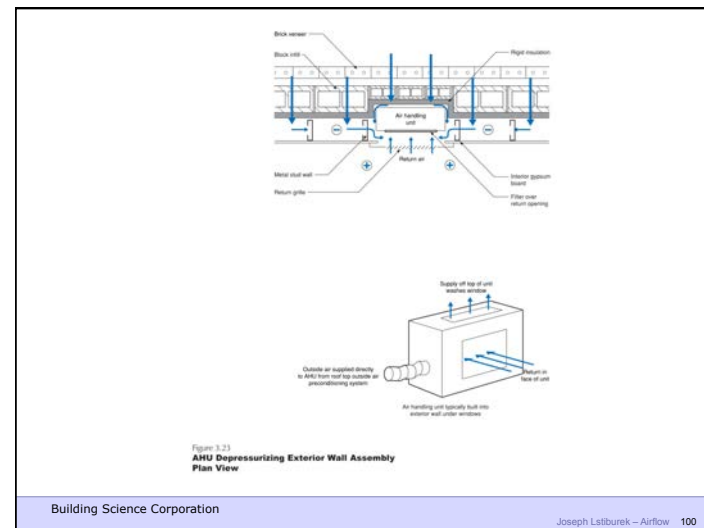 Brick veneer
Block infill
Rigid insulation
Air handling
unit
Return air
Metal stud wall
Return grille
Interior gypsum
board
Filter over
return opening
Supply off top of unit
washes window
Outside air supplied directly
to AHU from roof top outside air
preconditioning system
Return in
face of unit
Air handling unit typically built into
exterior wall under windows
Figure 3.23
AHU Depressurizing Exterior Wall Assembly
Plan View
Building Science Corporation
Joseph Lstiburek – Airflow 100